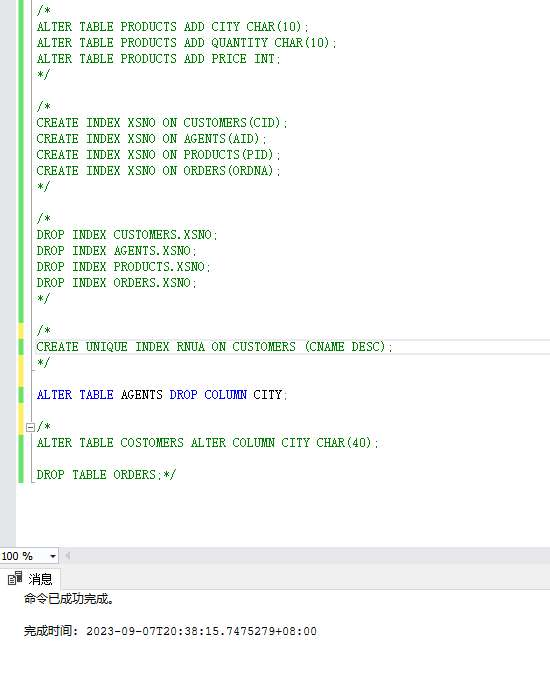 /*
ALTER TABLE PRODUCTS ADD CITY CHAR(10);
ALTER TABLE PRODUCTS ADD QUANTITY CHAR(10);
ALTER TABLE PRODUCTS ADD PRICE INT;
*/
/*
CREATE INDEX XSNO ON CUSTOMERS(CID);
CREATE INDEX XSNO ON AGENTS(AID);
CREATE INDEX XSNO ON PRODUCTS(PID);
CREATE INDEX XSNO ON ORDERS(ORDNA);
*/
/*
DROP INDEX CUSTOMERS.XSNO;
DROP INDEX AGENTS.XSNO;
DROP INDEX PRODUCTS.XSNO;
DROP INDEX ORDERS.XSNO;
*/
/*
CREATE UNIQUE INDEX RNUA ON CUSTOMERS (CNAME DESC);
*/
ALTER TABLE AGENTS DROP COLUMN CITY;
/*
ALTER TABLE COSTOMERS ALTER COLUMN CITY CHAR(40);
DROP TABLE ORDERS;*/
100 %
消息
命令已成功完成。
完成时间: 2023-09-07T20:38:15.7475279+08:00